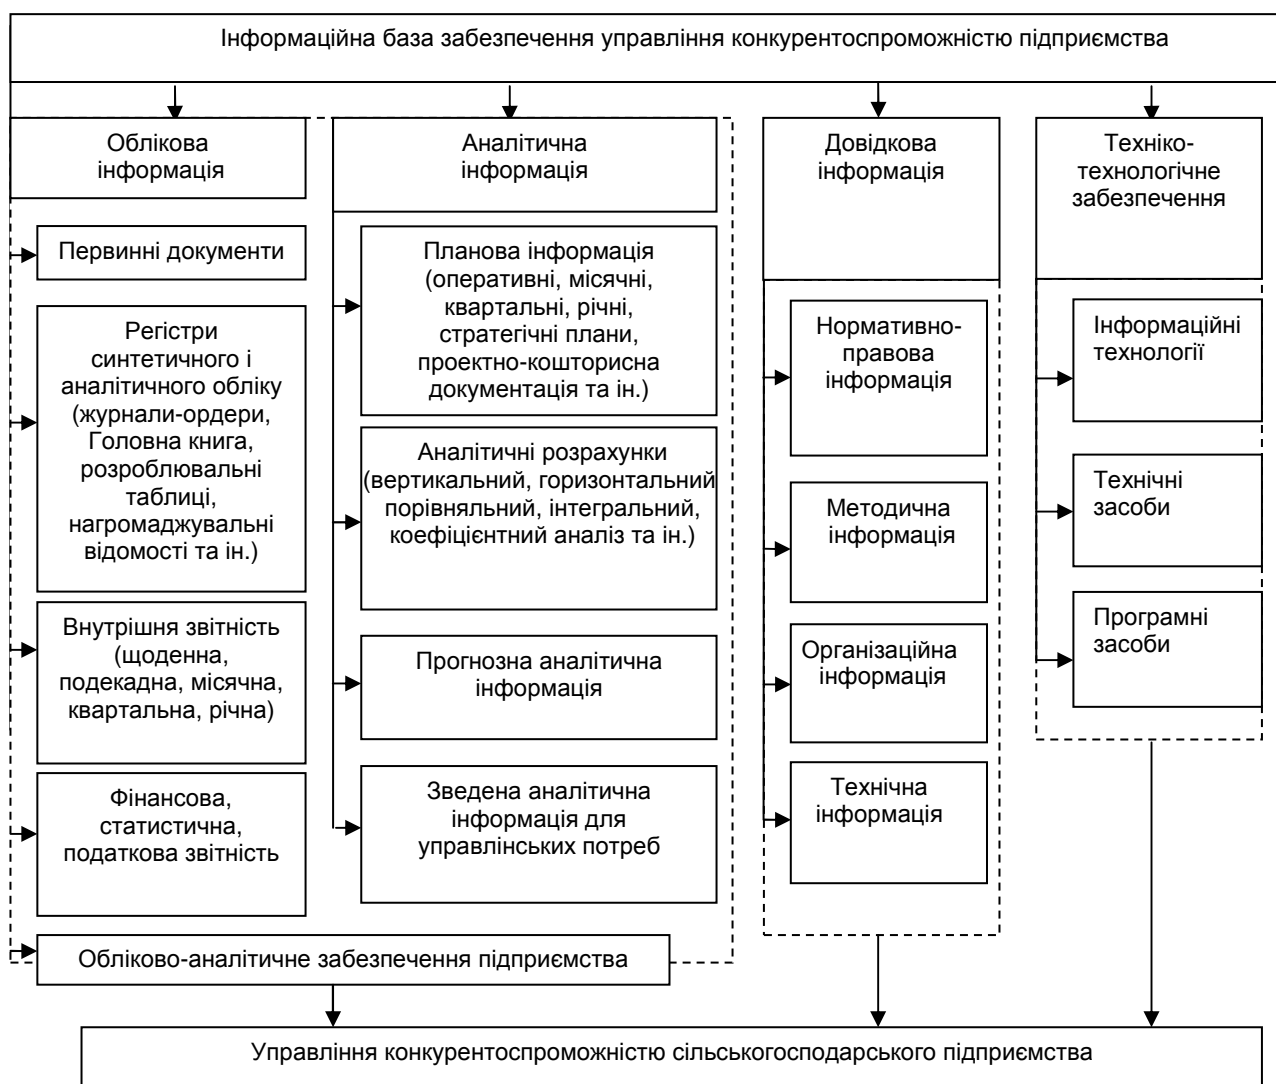 Інформаційна база забезпечення управління конкурентоспроможністю підприємства
Облікова
інформація
Аналітична
інформація
Довідкова
інформація
Техніко-
технологічне
забезпечення
Первинні документи
Регістри
синтетичного і
аналітичного обліку
(журнали-ордери,
Головна книга,
розроблювальні
таблиці,
нагромаджувальні
відомості та ін.)
Внутрішня звітність
(щоденна,
подекадна, місячна,
квартальна, річна)
Фінансова,
статистична,
податкова звітність
Планова інформація
(оперативні, місячні,
квартальні, річні,
стратегічні плани,
проектно-кошторисна
документація та ін.)
Аналітичні розрахунки
(вертикальний, горизонтальний
порівняльний, інтегральний,
коефіцієнтний аналіз та ін.)
Прогнозна аналітична
інформація
Зведена аналітична
інформація для
управлінських потреб
Нормативно-
правова
інформація
Методична
інформація
Організаційна
інформація
Технічна
інформація
Інформаційні
технології
Технічні
засоби
Програмні
засоби
Обліково-аналітичне забезпечення підприємства
Управління конкурентоспроможністю сільськогосподарського підприємства